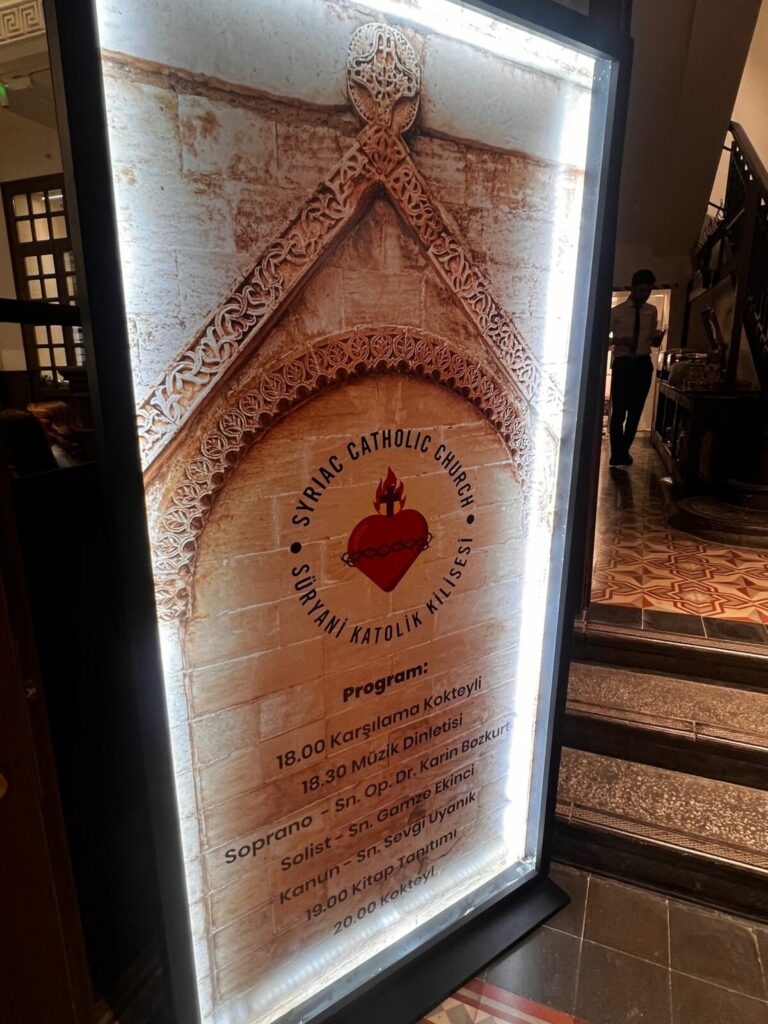 SYRIAC CATHOLIC CHURCH
SÜRYANİ KATOLİK KİLİSESİ
Program:
18.00 Karşılama Kokteyli
18.30 Müzik Dinletisi
Soprano - Sn. Op. Dr. Karin Bozkurt
Solist - Sn. Gamze Ekinci
Kanun - Sn. Sevgi Uyanık
19.00 Kitap Tanıtımı
20.00 Kokteyl